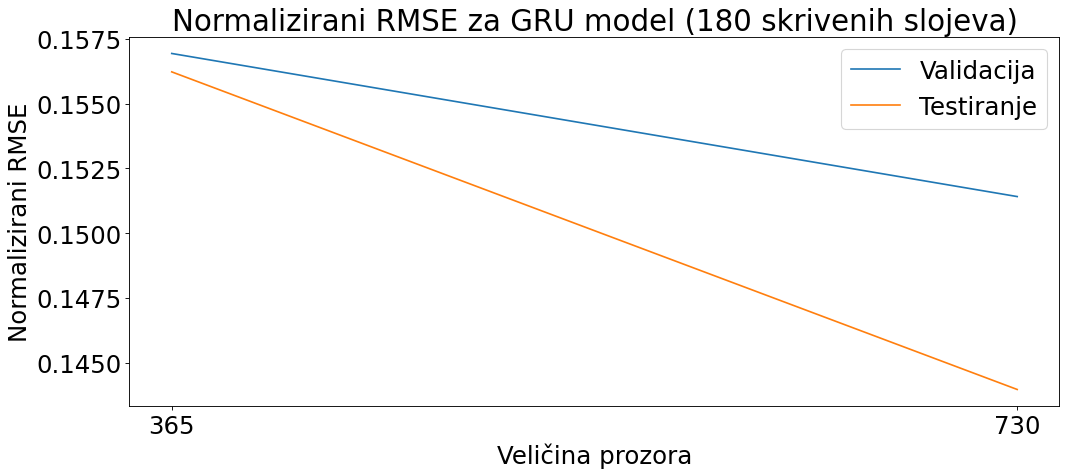 Normalizirani RMSE za GRU model (180 skrivenih slojeva)
0.1575
0.1550
0.1525
0.1500
0.1475
0.1450
Normalizirani RMSE
Validacija
Testiranje
365
730
Veličina prozora